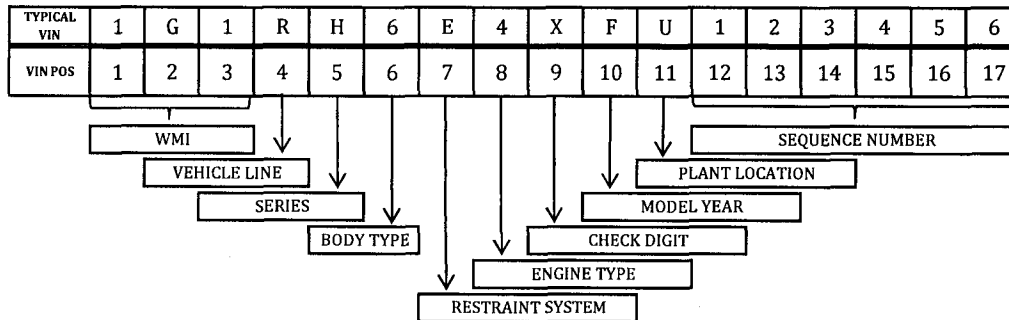 TYPICAL VIN 1 G 1 R H 6 E 4 X F U 1 2 3 4 5 6
VIN POS 1 2 3 4 5 6 7 8 9 10 11 12 13 14 15 16 17
WMI SEQUENCE NUMBER
VEHICLE LINE PLANT LOCATION
SERIES MODEL YEAR
BODY TYPE CHECK DIGIT
ENGINE TYPE
RESTRAINT SYSTEM